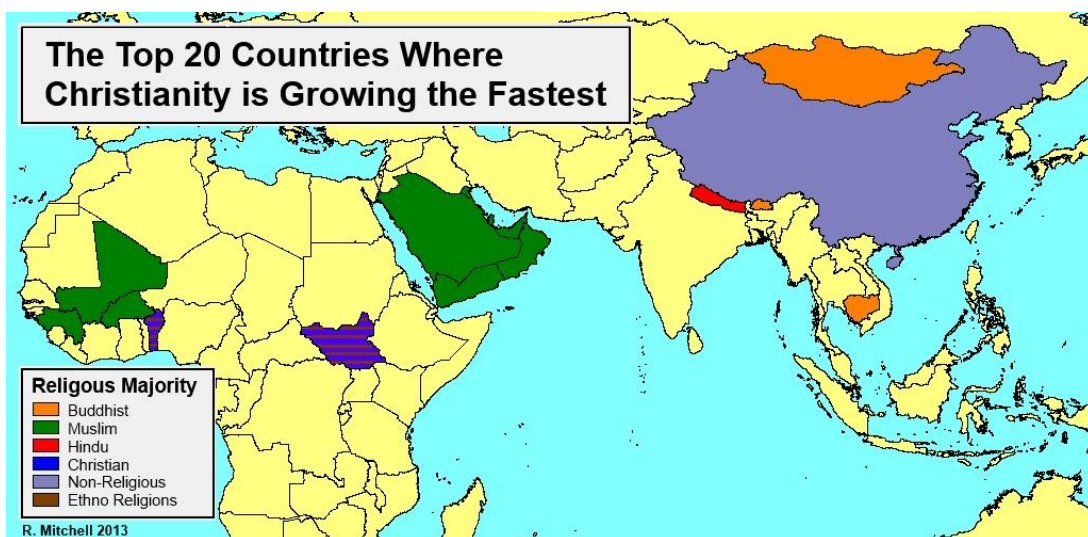 The Top 20 Countries Where
Christianity is Growing the Fastest
Religous Majority
Buddhist
Muslim
Hindu
Christian
Non-Religious
Ethno Religions
R. Mitchell 2013